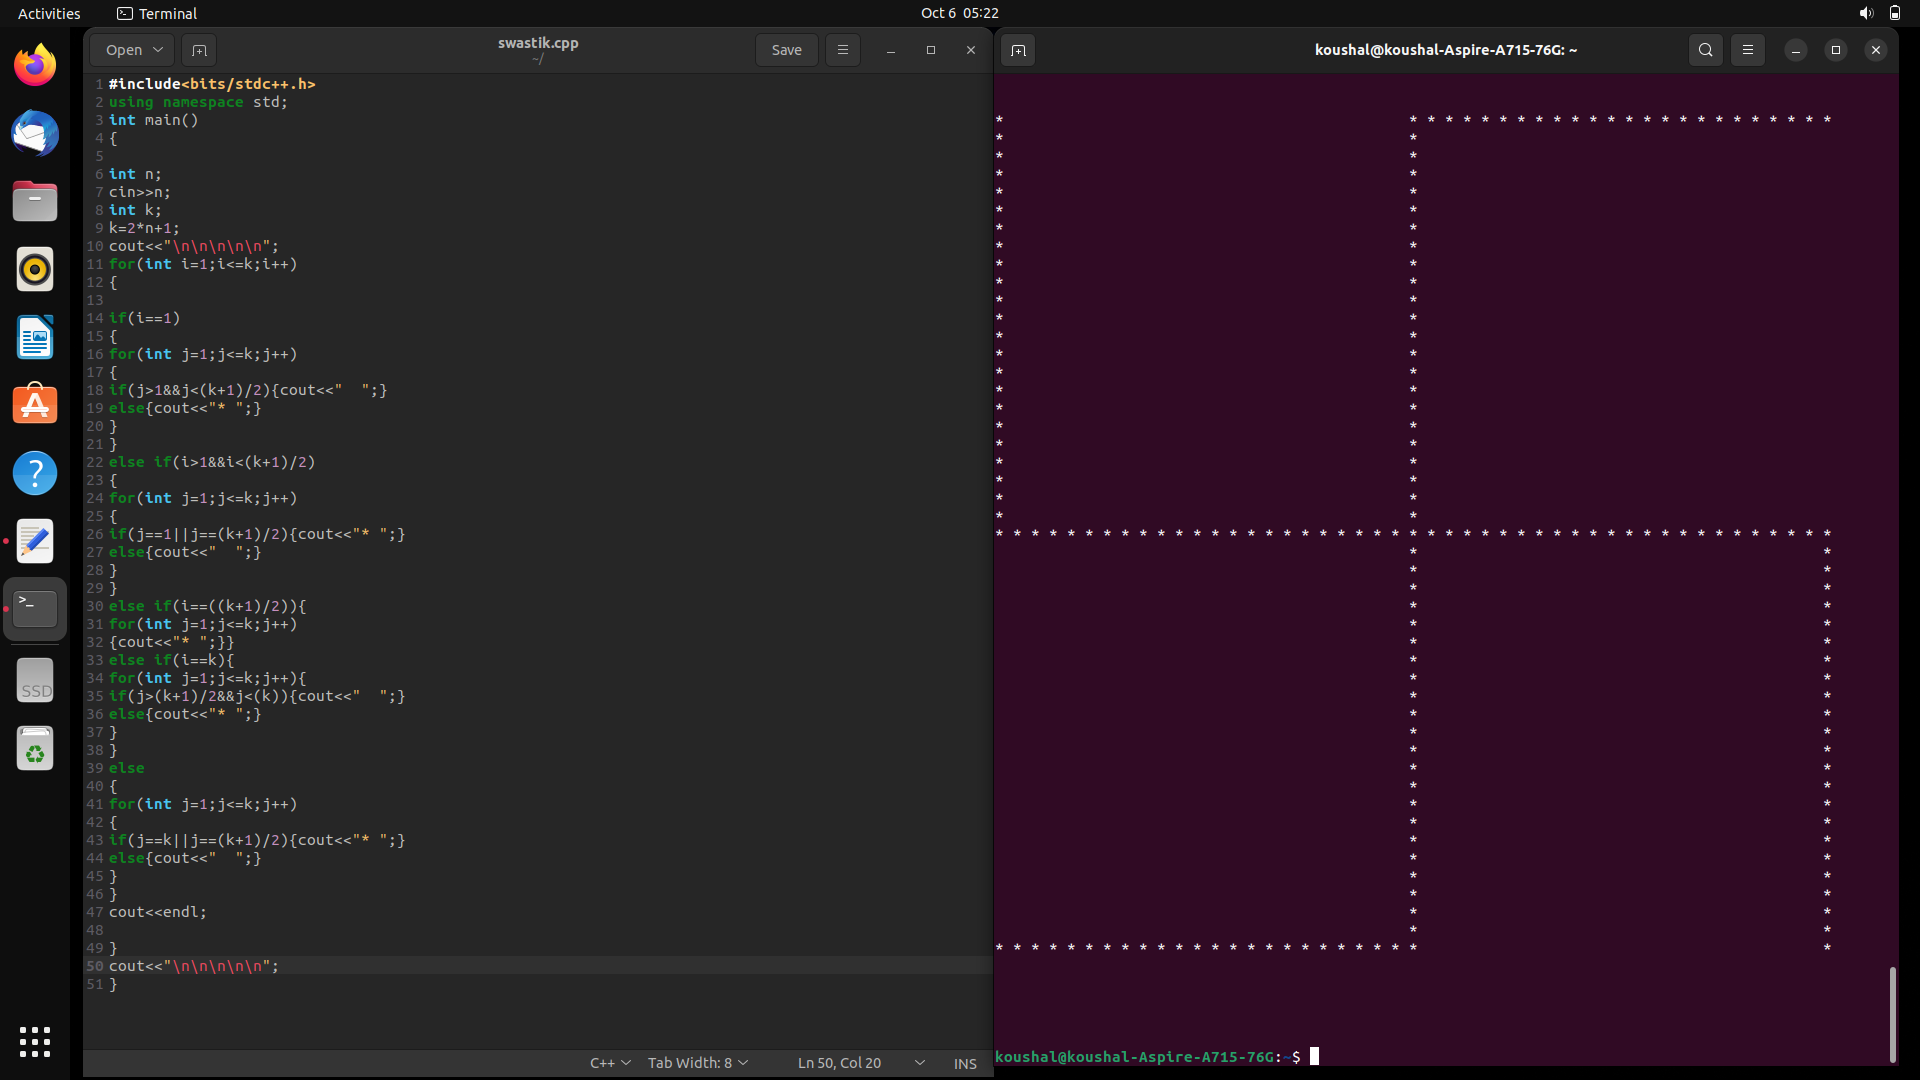 Activities
Terminal
Oct 6 05:22
Open
swastik.cpp
~/
Save
koushal@koushal-Aspire-A715-76G: ~
1 #include<bits/stdc++.h>
2 using namespace std;
3 int main()
4 {
5
6 int n;
7 cin>>n;
8 int k;
9 k=2*n+1;
10 cout<<"\n\n\n\n\n";
11 for(int i=1;i<=k;i++)
12 {
13
14 if(i==1)
15 {
16 for(int j=1;j<=k;j++)
17 {
18 if(j>1&&j<(k+1)/2){cout<<"  ";}
19 else{cout<<"* ";}
20 }
21 }
22 else if(i>1&&i<(k+1)/2)
23 {
24 for(int j=1;j<=k;j++)
25 {
26 if(j==1||j==(k+1)/2){cout<<"* ";}
27 else{cout<<"  ";}
28 }
29 }
30 else if(i==((k+1)/2)){
31 for(int j=1;j<=k;j++)
32 {cout<<"* ";}}
33 else if(i==k){
34 for(int j=1;j<=k;j++){
35 if(j>(k+1)/2&&j<(k)){cout<<"  ";}
36 else{cout<<"* ";}
37 }
38 }
39 else
40 {
41 for(int j=1;j<=k;j++)
42 {
43 if(j==k||j==(k+1)/2){cout<<"* ";}
44 else{cout<<"  ";}
45 }
46 }
47 cout<<endl;
48
49 }
50 cout<<"\n\n\n\n\n";
51 }
C++
Tab Width: 8
Ln 50, Col 20
INS
koushal@koushal-Aspire-A715-76G:~$
SSD